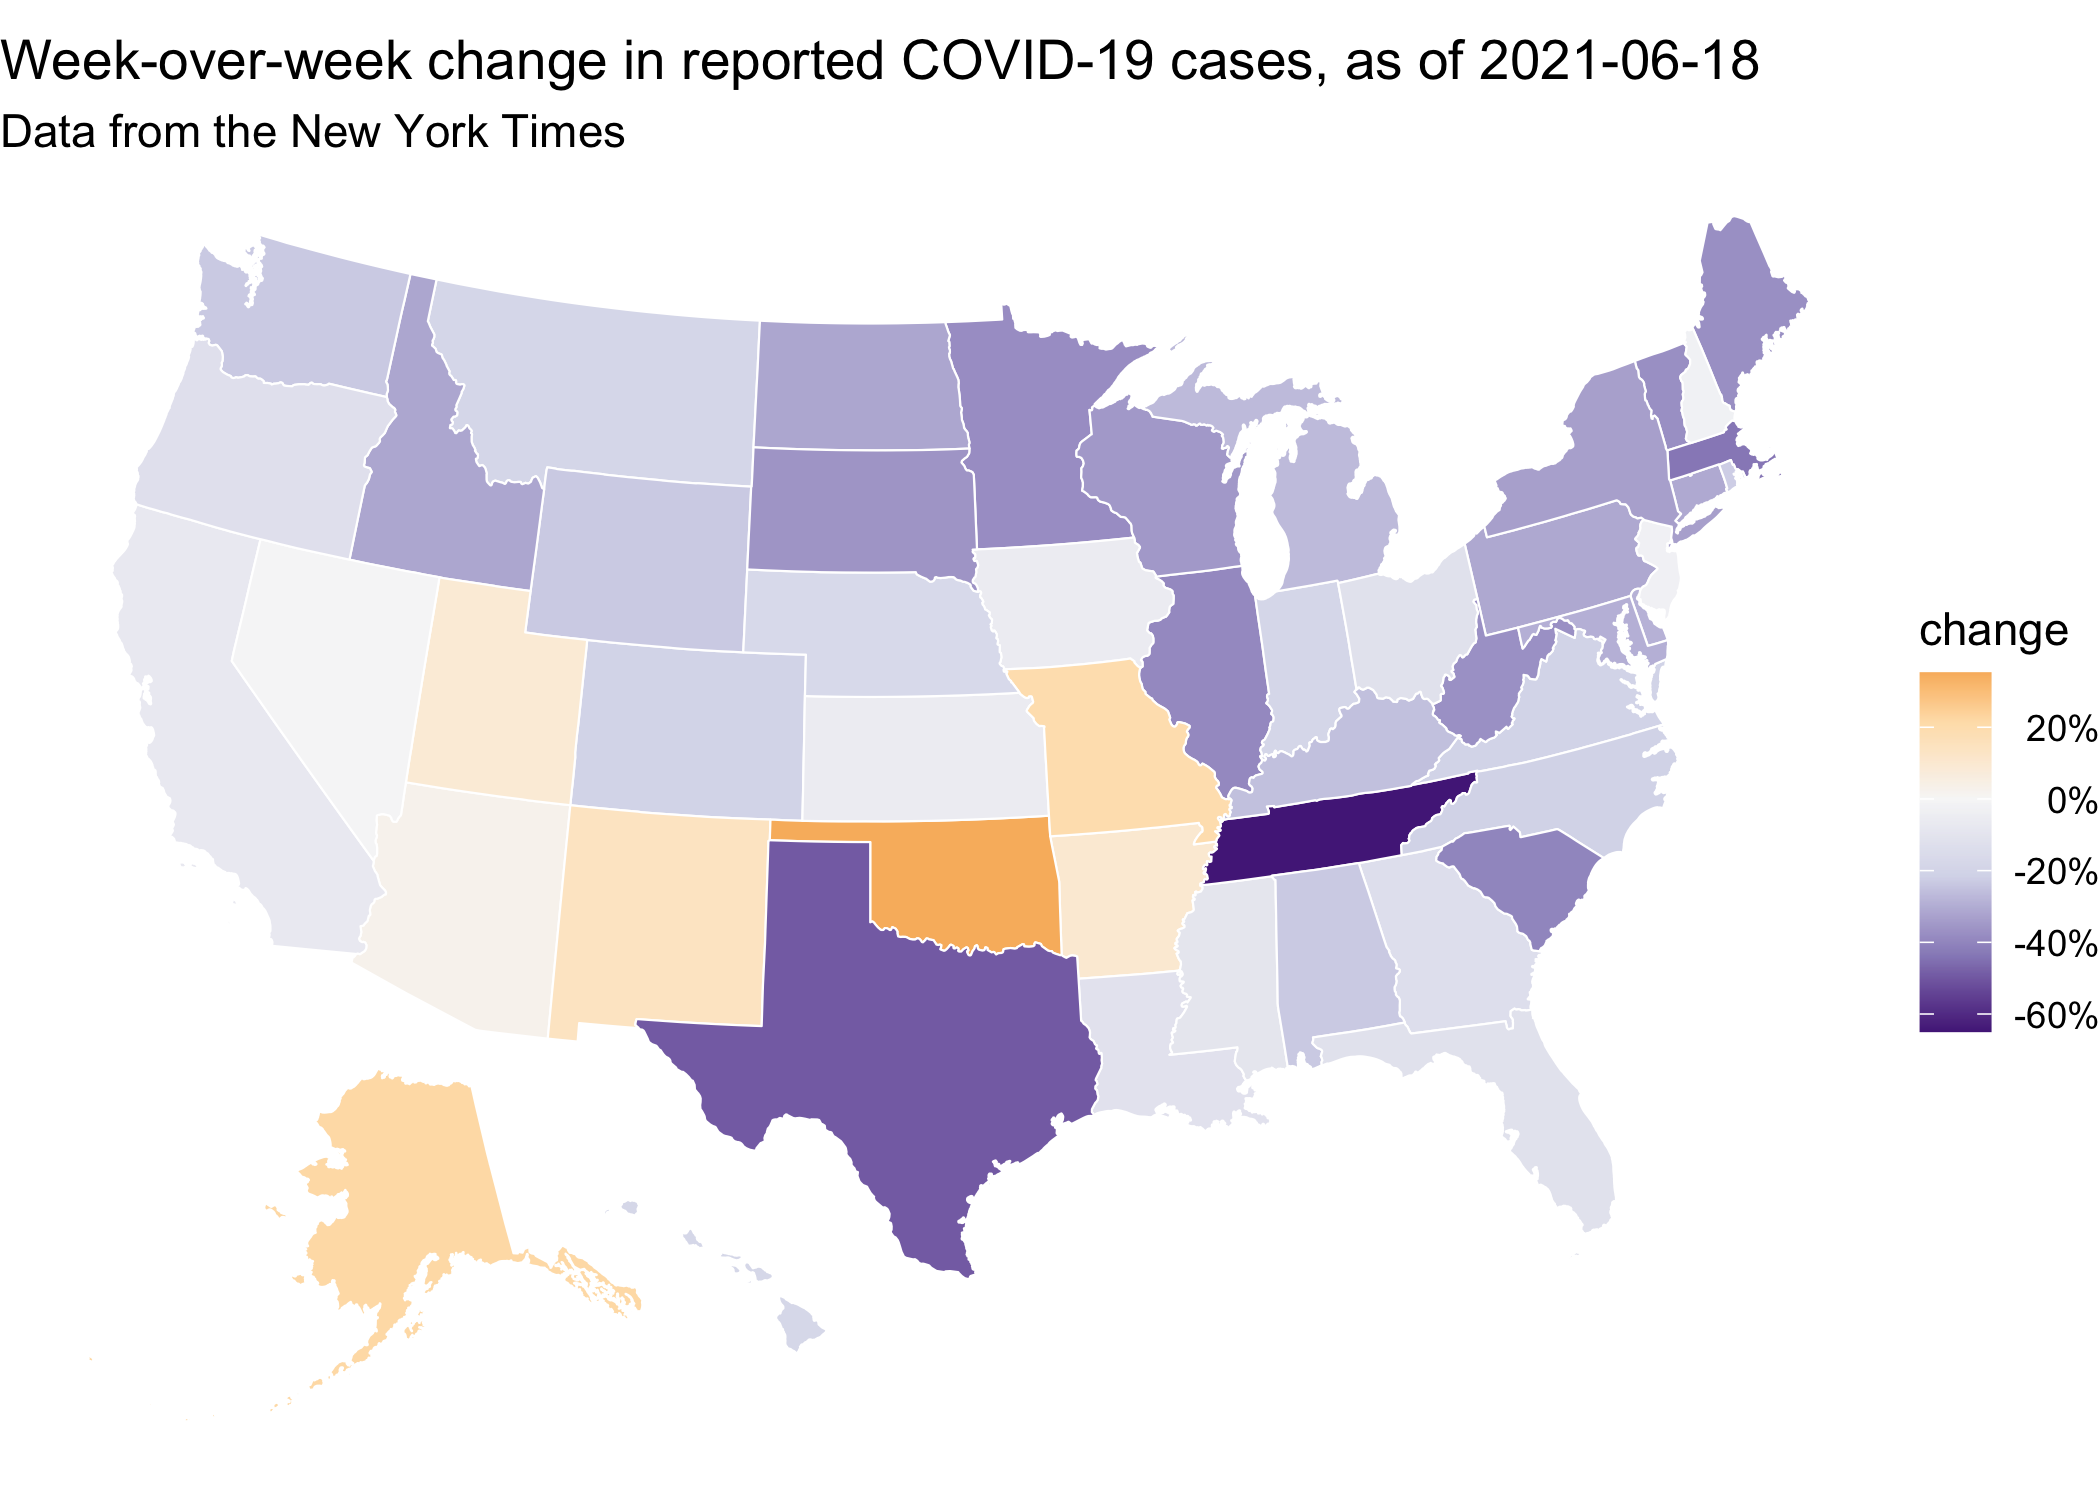 Week-over-week change in reported COVID-19 cases, as of 2021-06-18
Data from the New York Times
change
20%
0%
-20%
-40%
-60%